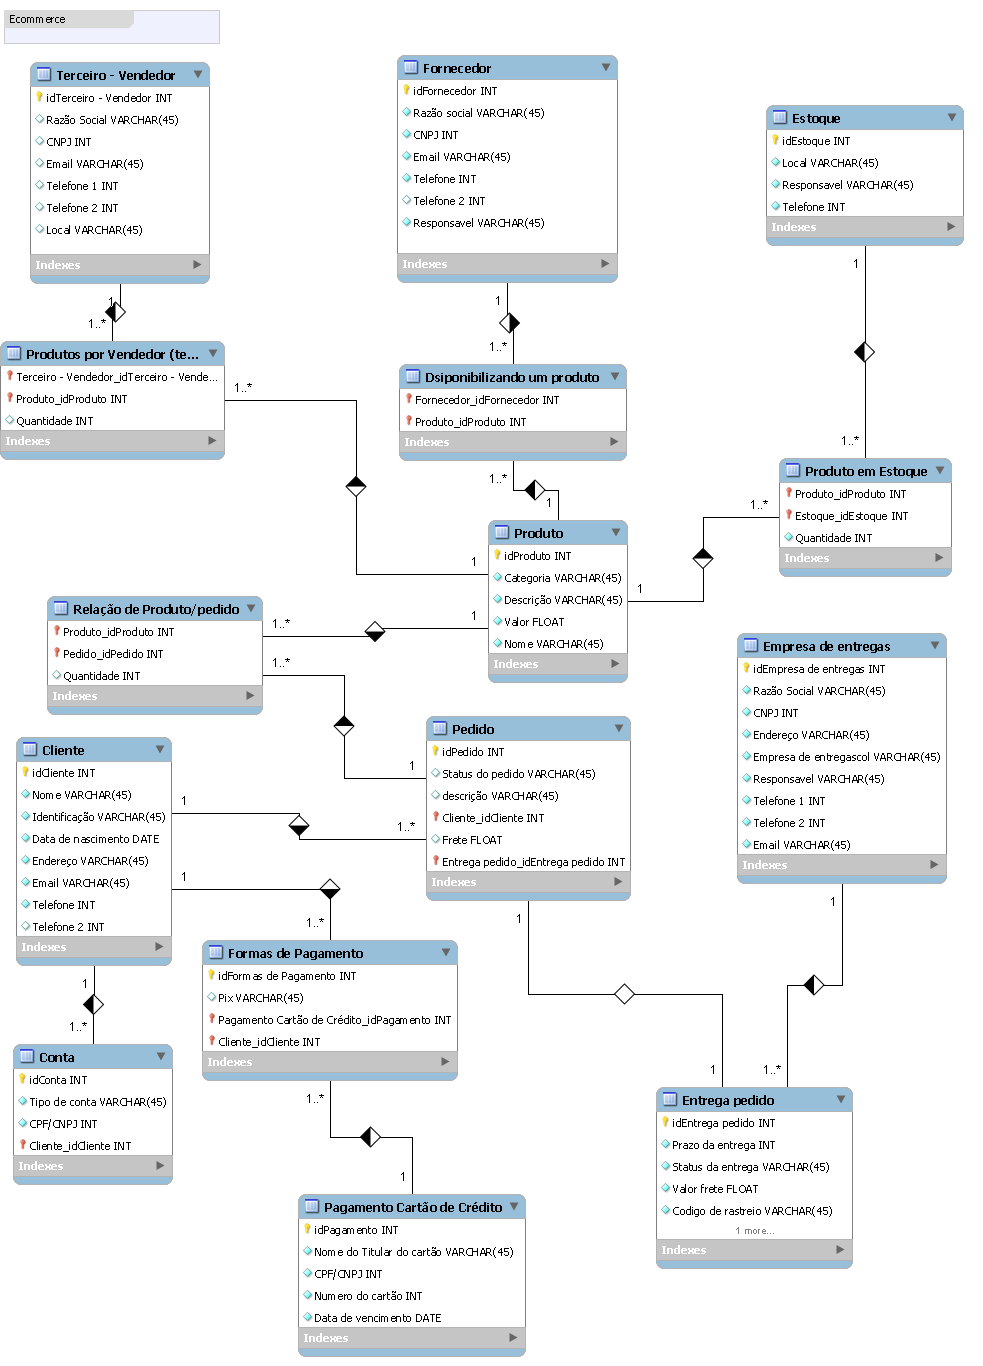 Ecommerce
Terceiro - Vendedor
idTerceiro - Vendedor INT
Razão Social VARCHAR(45)
CNPJ INT
Email VARCHAR(45)
Telefone 1 INT
Telefone 2 INT
Local VARCHAR(45)
Indexes
Fornecedor
idFornecedor INT
Razão social VARCHAR(45)
CNPJ INT
Email VARCHAR(45)
Telefone INT
Telefone 2 INT
Responsavel VARCHAR(45)
Indexes
Estoque
idEstoque INT
Local VARCHAR(45)
Responsavel VARCHAR(45)
Telefone INT
Indexes
1
1..*
1
1..*
1
1..*
Produtos por Vendedor (te...
Terceiro - Vendedor_idTerceiro - Vende...
Produto_idProduto INT
Quantidade INT
Indexes
1..*
1
Dsiponibilizando um produto
Fornecedor_idFornecedor INT
Produto_idProduto INT
Indexes
1..*
1
Produto em Estoque
Produto_idProduto INT
Estoque_idEstoque INT
Quantidade INT
Indexes
1..*
1
Produto
idProduto INT
Categoria VARCHAR(45)
Descrição VARCHAR(45)
Valor FLOAT
Nome VARCHAR(45)
Indexes
Relação de Produto/pedido
Produto_idProduto INT
Pedido_idPedido INT
Quantidade INT
Indexes
1..*
1
1..*
1
Empresa de entregas
idEmpresa de entregas INT
Razão Social VARCHAR(45)
CNPJ INT
Endereço VARCHAR(45)
Empresa de entregascol VARCHAR(45)
Responsavel VARCHAR(45)
Telefone 1 INT
Telefone 2 INT
Email VARCHAR(45)
Indexes
Pedido
idPedido INT
Status do pedido VARCHAR(45)
descrição VARCHAR(45)
Cliente_idCliente INT
Frete FLOAT
Entrega pedido_idEntrega pedido INT
Indexes
Cliente
idCliente INT
Nome VARCHAR(45)
Identificação VARCHAR(45)
Data de nascimento DATE
Endereço VARCHAR(45)
Email VARCHAR(45)
Telefone INT
Telefone 2 INT
Indexes
1
1..*
1
1..*
1
1..*
1
1
1
1..*
Formas de Pagamento
idFormas de Pagamento INT
Pix VARCHAR(45)
Pagamento Cartão de Crédito_idPagamento INT
Cliente_idCliente INT
Indexes
Conta
idConta INT
Tipo de conta VARCHAR(45)
CPF/CNPJ INT
Cliente_idCliente INT
Indexes
1..*
1
Entrega pedido
idEntrega pedido INT
Prazo da entrega INT
Status da entrega VARCHAR(45)
Valor frete FLOAT
Codigo de rastreio VARCHAR(45)
1 more...
Indexes
Pagamento Cartão de Crédito
idPagamento INT
Nome do Titular do cartão VARCHAR(45)
CPF/CNPJ INT
Numero do cartão INT
Data de vencimento DATE
Indexes